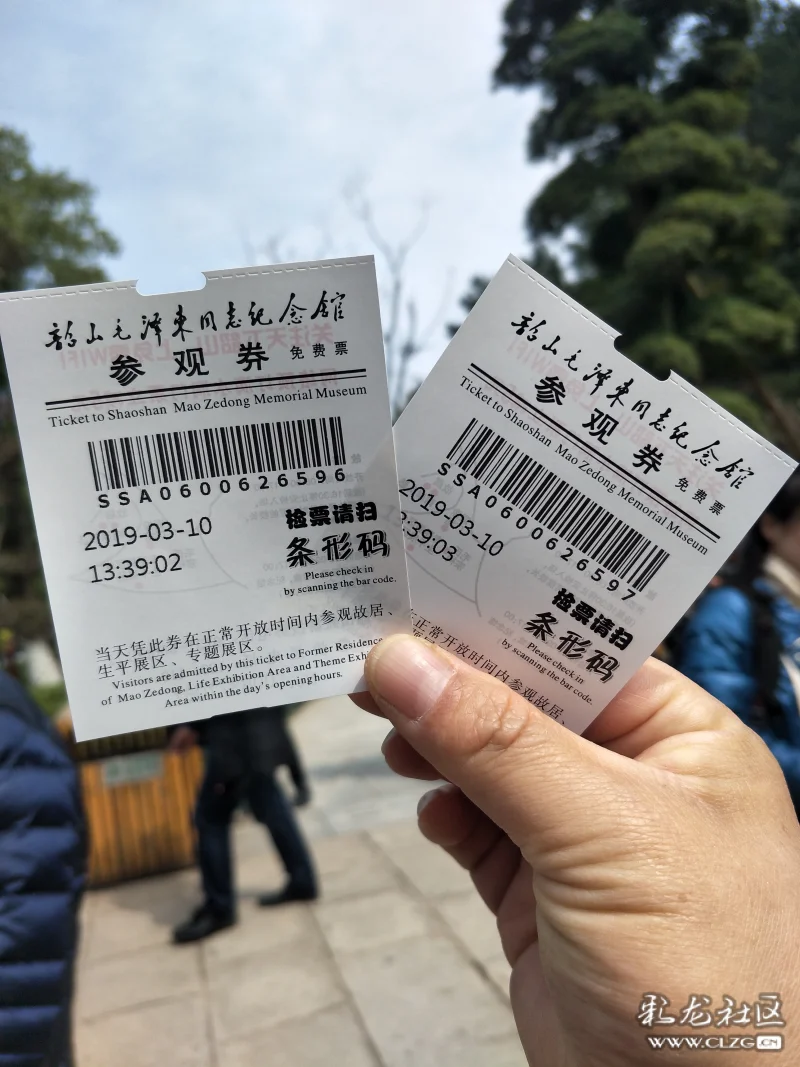 韶山毛泽东同志纪念馆
参观券 免费票
Ticket to Shaoshan Mao Zedong Memorial Museum
SSA0600626596
2019-03-10
13:39:02
检票请扫
条形码
Please check in
by scanning the bar code.
当天凭此券在正常开放时间内参观故居、
生平展区、专题展区。
Visitors are admitted by this ticket to Former Residence
of Mao Zedong, Life Exhibition Area and Theme Exh
Area within the day's opening hours.
韶山毛泽东同志纪念馆
参观券 免费票
Ticket to Shaoshan Mao Zedong Memorial Museum
SSA0600626597
2019-03-10
3:39:03
检票请扫
条形码
Please check in
by scanning the bar code.
在正常开放时间内参观故居、
彩龙社区
WWW.CLZG.CN